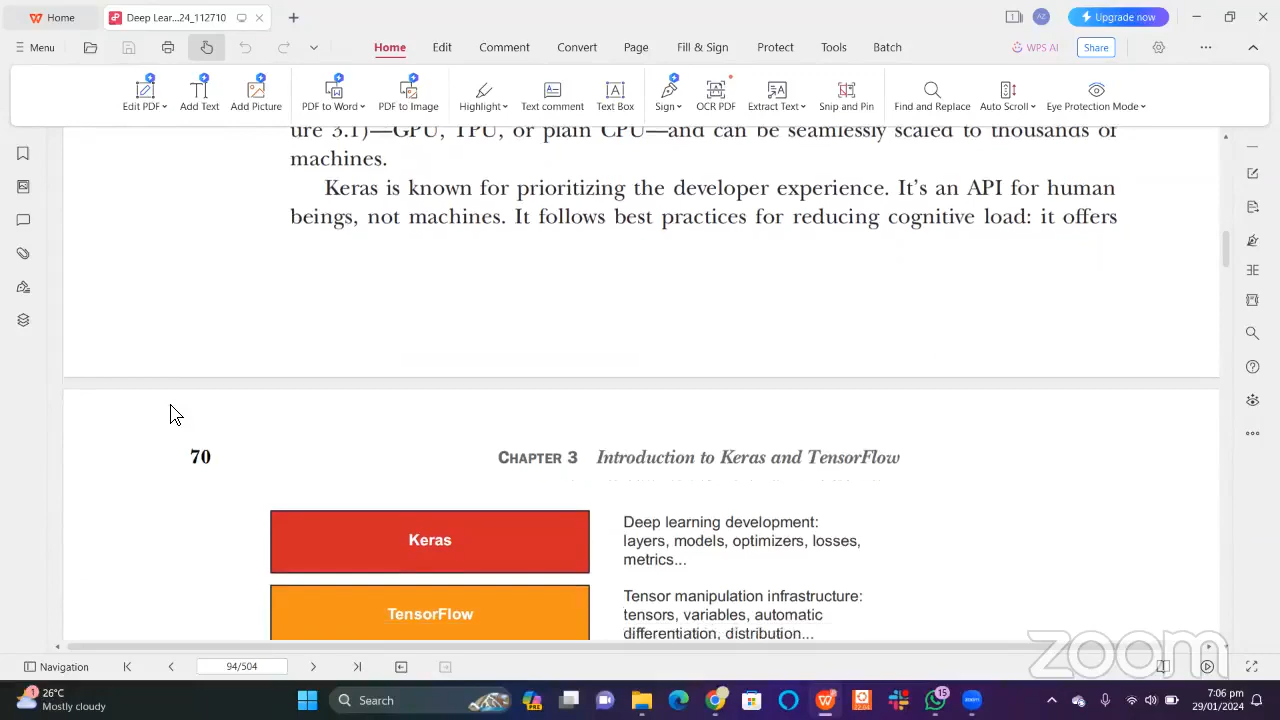 Home
Deep Lear...24_112710
AZ
Upgrade now
Menu
Home
Edit
Comment
Convert
Page
Fill & Sign
Protect
Tools
Batch
WPS AI
Share
Edit PDF
Add Text
Add Picture
PDF to Word
PDF to Image
Highlight
Text comment
Text Box
Sign
OCR PDF
Extract Text
Snip and Pin
Find and Replace
Auto Scroll
Eye Protection Mode
ure 3.1)—GPU, TPU, or plain CPU—and can be seamlessly scaled to thousands of
machines.
Keras is known for prioritizing the developer experience. It’s an API for human
beings, not machines. It follows best practices for reducing cognitive load: it offers
70
CHAPTER 3 Introduction to Keras and TensorFlow
Keras
Deep learning development:
layers, models, optimizers, losses,
metrics...
TensorFlow
Tensor manipulation infrastructure:
tensors, variables, automatic
differentiation, distribution...
zoom
Navigation
94/504
1
26°C
Mostly cloudy
Search
PRE
22.04
15
zoom
7:06 pm
29/01/2024